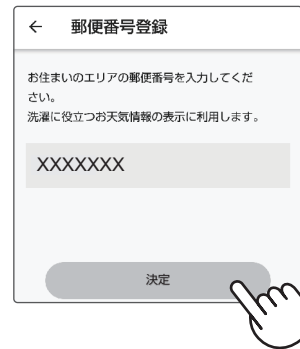 ← 郵便番号登録
お住まいのエリアの郵便番号を入力してくだ
さい。
洗濯に役立つお天気情報の表示に利用します。
XXXXXXX
決定